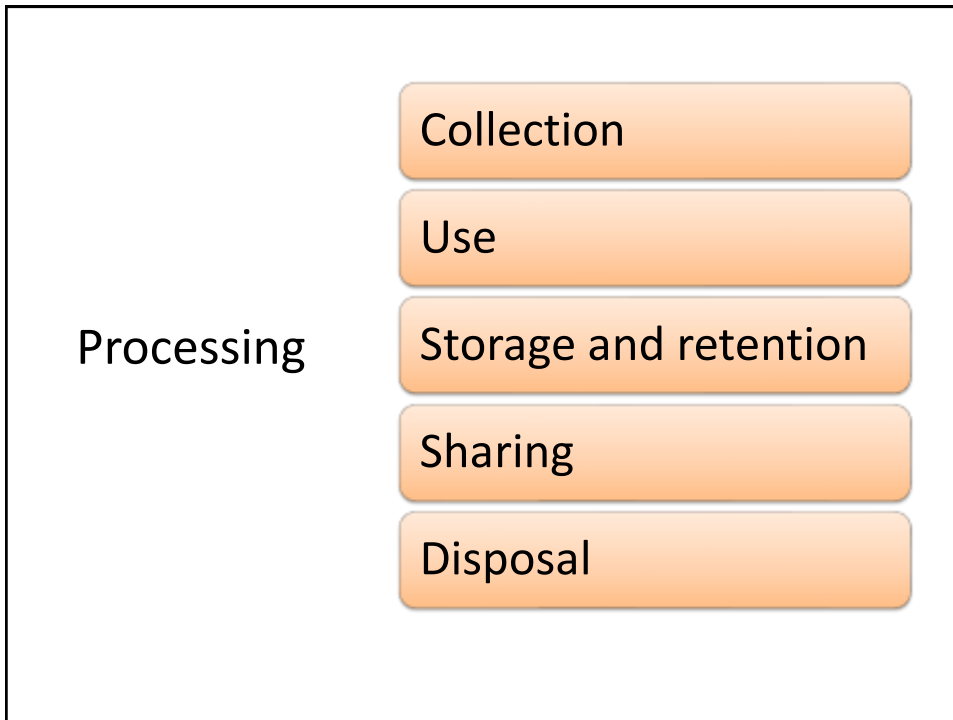 Processing
Collection
Use
Storage and retention
Sharing
Disposal